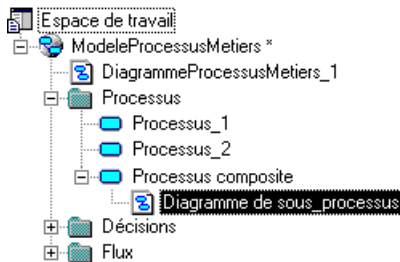 Espace de travail
ModeleProcessusMetiers *
DiagrammeProcessusMetiers_1
Processus
Processus_1
Processus_2
Processus composite
Diagramme de sous_processus
Décisions
Flux